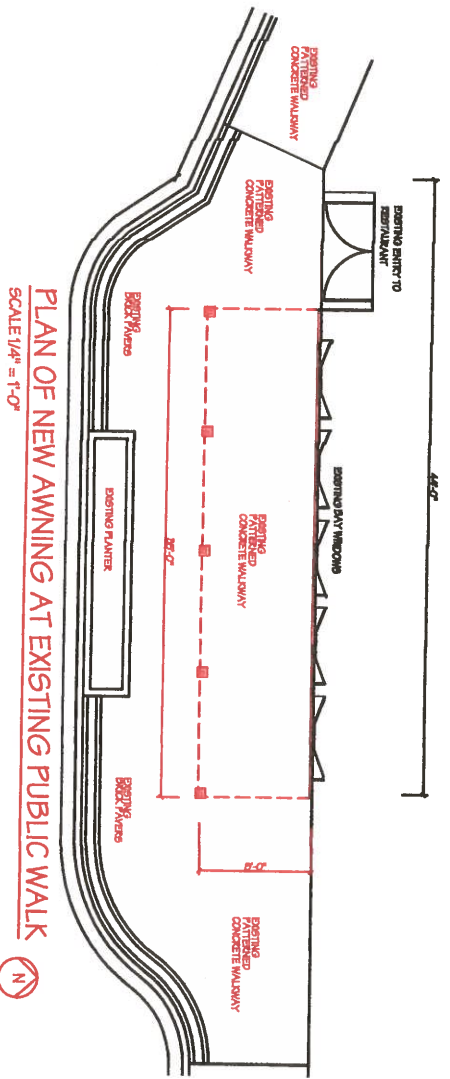 EXISTING
PATTERNED
CONCRETE WALKWAY
EXISTING ENTRY TO
RESTAURANT
EXISTING
PATTERNED
CONCRETE WALKWAY
EXISTING
BRICK PAVERS
EXISTING BAY WINDOWS
EXISTING
PATTERNED
CONCRETE WALKWAY
EXISTING PLANTER
EXISTING
BRICK PAVERS
8'-0"
EXISTING
PATTERNED
CONCRETE WALKWAY
PLAN OF NEW AWNING AT EXISTING PUBLIC WALK
SCALE 1/4" = 1'-0"
N